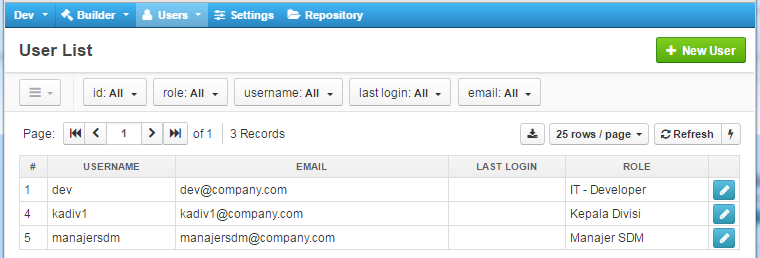 Dev Builder Users Settings Repository
User List
New User
id: All role: All username: All last login: All email: All
Page: 1 of 1 3 Records 25 rows / page Refresh
# USERNAME EMAIL LAST LOGIN ROLE
1 dev dev@company.com IT - Developer
4 kadiv1 kadiv1@company.com Kepala Divisi
5 manajersdm manajersdm@company.com Manajer SDM